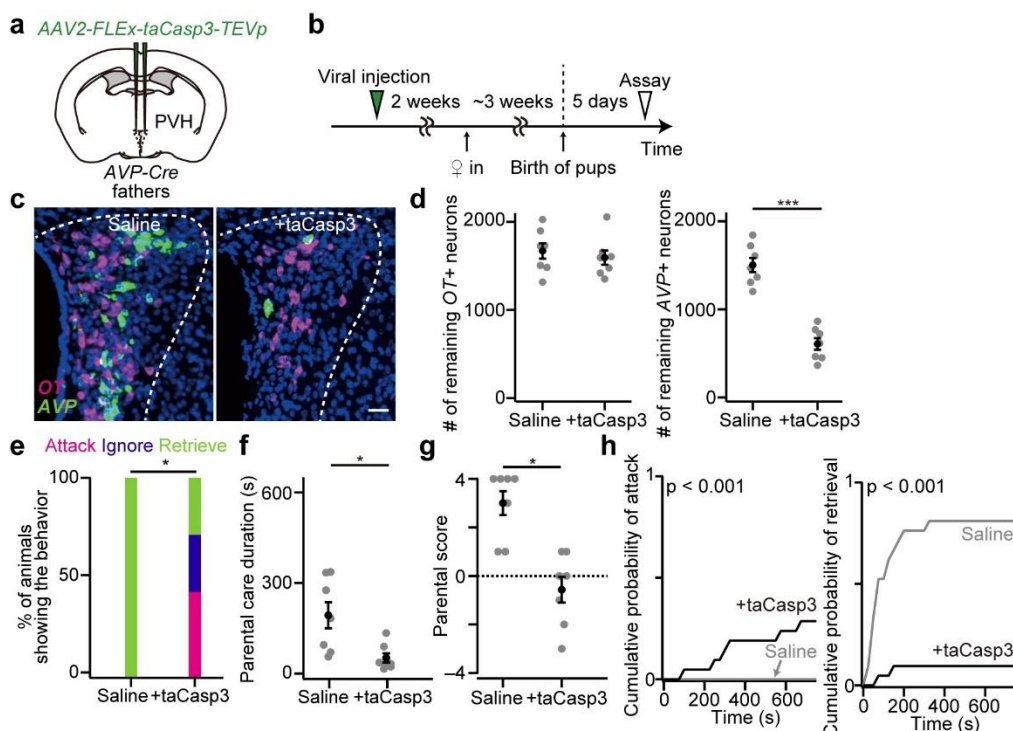 a
AAV2-FLEx-taCasp3-TEVp
PVH
AVP-Cre
fathers
b
Viral injection
2 weeks
~3 weeks
5 days
Assay
Time
♀ in
Birth of pups
c
Saline
+taCasp3
OT
AVP
d
# of remaining OT+ neurons
2000
1000
0
Saline +taCasp3
# of remaining AVP+ neurons
***
2000
1000
0
Saline +taCasp3
e
Attack Ignore Retrieve
*
% of animals
showing the behavior
100
50
0
Saline +taCasp3
f
*
Parental care duration (s)
600
300
0
Saline +taCasp3
g
*
Parental score
4
0
–4
Saline +taCasp3
h
Cumulative probability of attack
1
p < 0.001
+taCasp3
Saline
0
0 200 400 600
Time (s)
Cumulative probability of retrieval
1
p < 0.001
Saline
+taCasp3
0
0 200 400 600
Time (s)